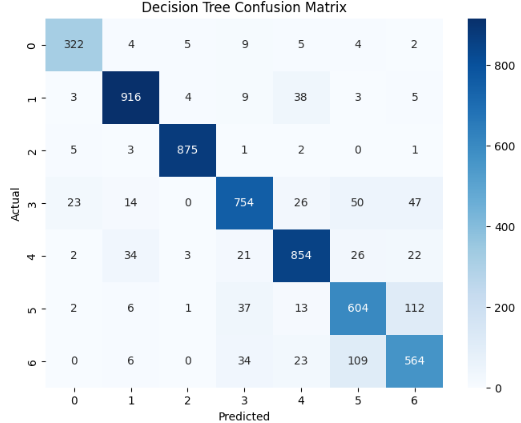 Decision Tree Confusion Matrix
0 322 4 5 9 5 4 2
1 3 916 4 9 38 3 5
2 5 3 875 1 2 0 1
3 23 14 0 754 26 50 47
4 2 34 3 21 854 26 22
5 2 6 1 37 13 604 112
6 0 6 0 34 23 109 564
0 1 2 3 4 5 6
Actual
Predicted
800
600
400
200
0